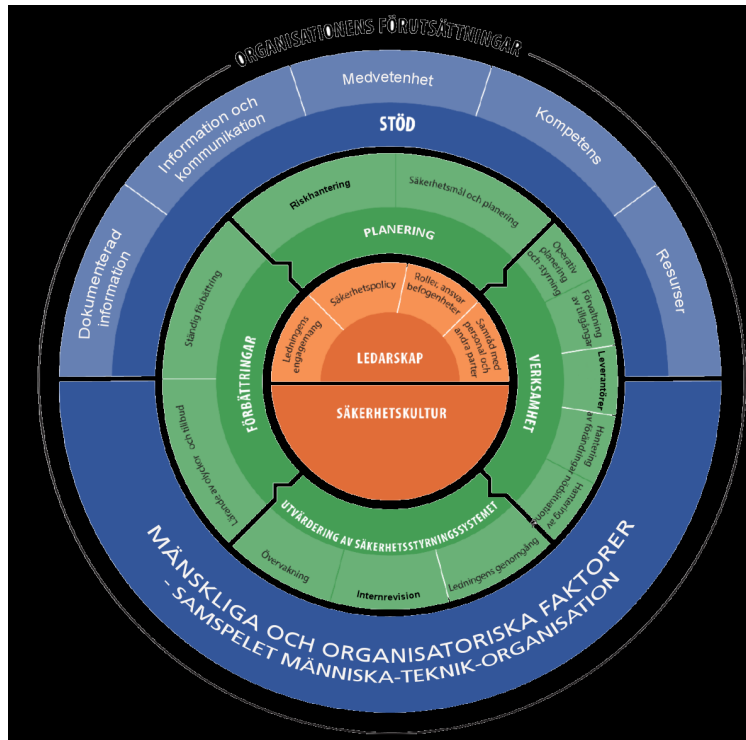 ORGANISATIONENS FÖRUTSÄTTNINGAR
Dokumenterad
information
Information och
kommunikation
Medvetenhet
Kompetens
Resurser
STÖD
Riskhantering
Säkerhetsmål och planering
PLANERING
Operativ
planering
och styrning
Förvaltning
av tillgångar
Leverantörer
Hantering
av förändringar
Hantering av
nödsituationer
VERKSAMHET
Ständig förbättring
Lärande av olyckor och tillbud
FÖRBÄTTRINGAR
Ledningens
engagemang
Säkerhetspolicy
Roller, ansvar
befogenheter
Samråd med
personal och
andra parter
LEDARSKAP
SÄKERHETSKULTUR
UTVÄRDERING AV SÄKERHETSSTYRNINGSSYSTEMET
Övervakning
Internrevision
Ledningens genomgång
MÄNSKLIGA OCH ORGANISATORISKA FAKTORER
- SAMSPELET MÄNNISKA-TEKNIK-ORGANISATION